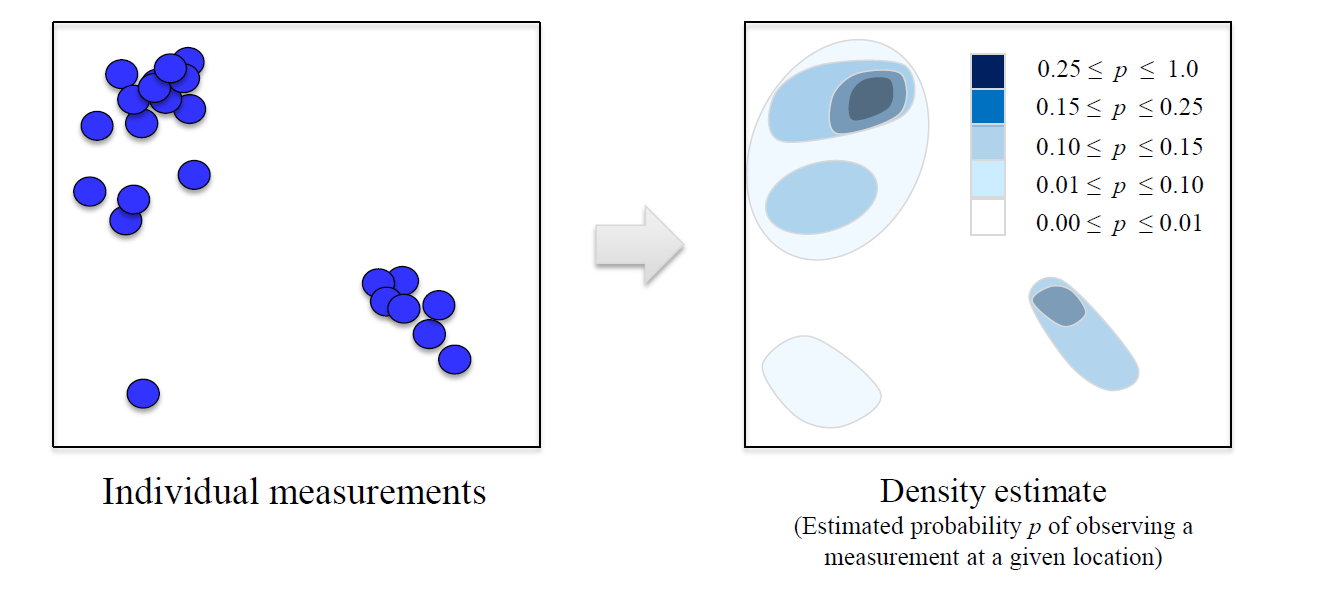 0.25 ≤ p ≤ 1.0
0.15 ≤ p ≤ 0.25
0.10 ≤ p ≤ 0.15
0.01 ≤ p ≤ 0.10
0.00 ≤ p ≤ 0.01
Individual measurements
Density estimate
(Estimated probability p of observing a
measurement at a given location)